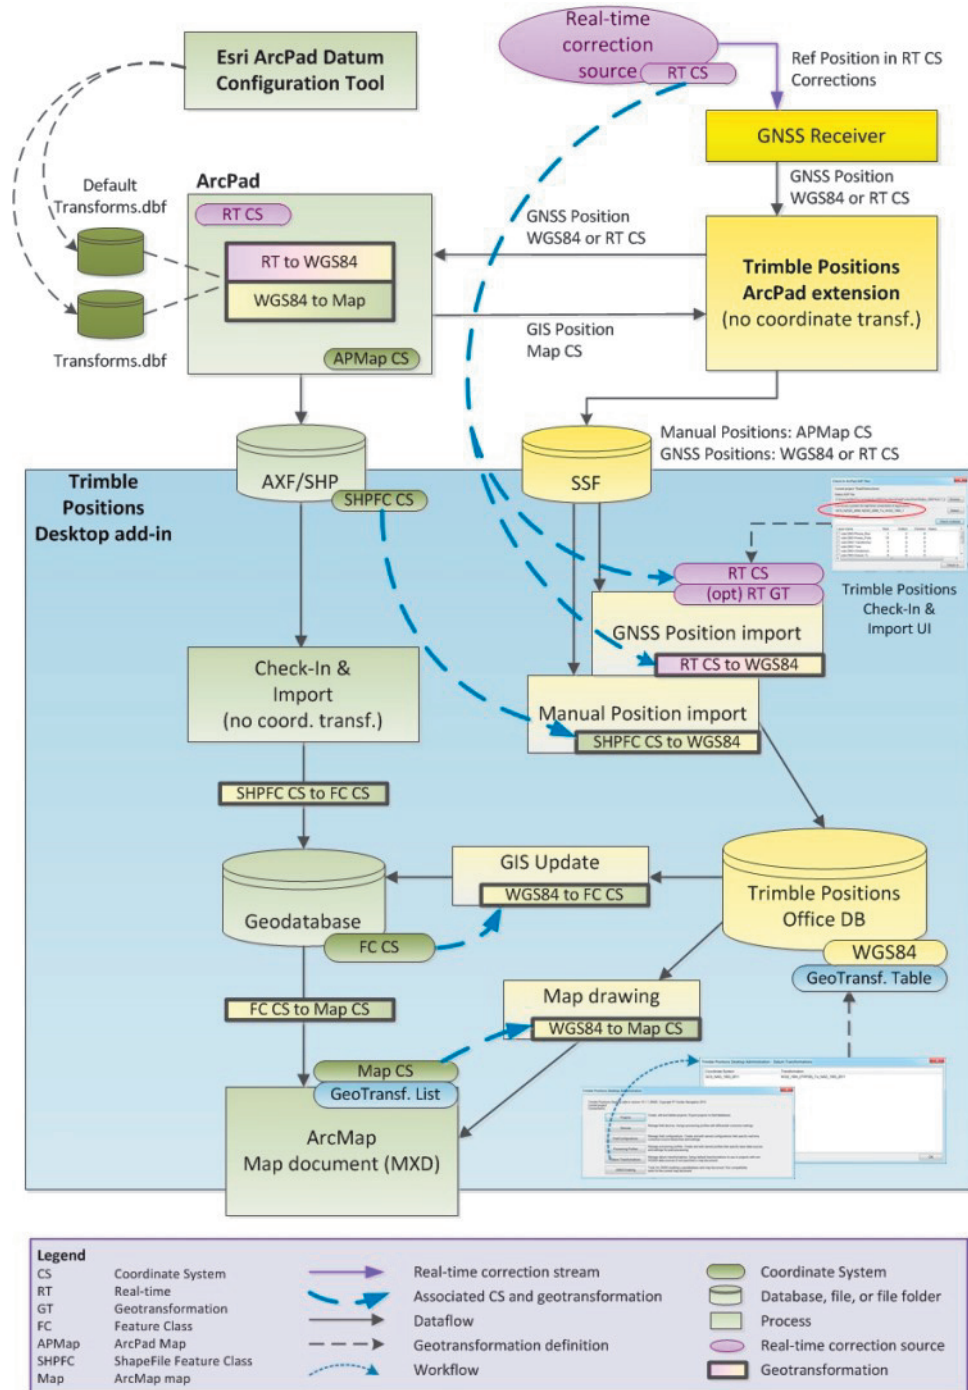 Esri ArcPad Datum
Configuration Tool
Real-time
correction
source
RT CS
Ref Position in RT CS
Corrections
GNSS Receiver
GNSS Position
WGS84 or RT CS
Default
Transforms.dbf
Transforms.dbf
ArcPad
RT CS
RT to WGS84
WGS84 to Map
APMap CS
GNSS Position
WGS84 or RT CS
GIS Position
Map CS
Trimble Positions
ArcPad extension
(no coordinate transf.)
Manual Positions: APMap CS
GNSS Positions: WGS84 or RT CS
Trimble
Positions
Desktop add-in
AXF/SHP
SHPFC CS
SSF
RT CS
(opt) RT GT
GNSS Position import
RT CS to WGS84
Trimble Positions
Check-In &
Import UI
Check-In &
Import
(no coord. transf.)
Manual Position import
SHPFC CS to WGS84
SHPFC CS to FC CS
Geodatabase
FC CS
GIS Update
WGS84 to FC CS
Trimble Positions
Office DB
WGS84
GeoTransf. Table
FC CS to Map CS
Map drawing
WGS84 to Map CS
Map CS
GeoTransf. List
ArcMap
Map document (MXD)
Legend
CS Coordinate System
RT Real-time
GT Geotransformation
FC Feature Class
APMap ArcPad Map
SHPFC ShapeFile Feature Class
Map ArcMap map
Real-time correction stream
Associated CS and geotransformation
Dataflow
Geotransformation definition
Workflow
Coordinate System
Database, file, or file folder
Process
Real-time correction source
Geotransformation